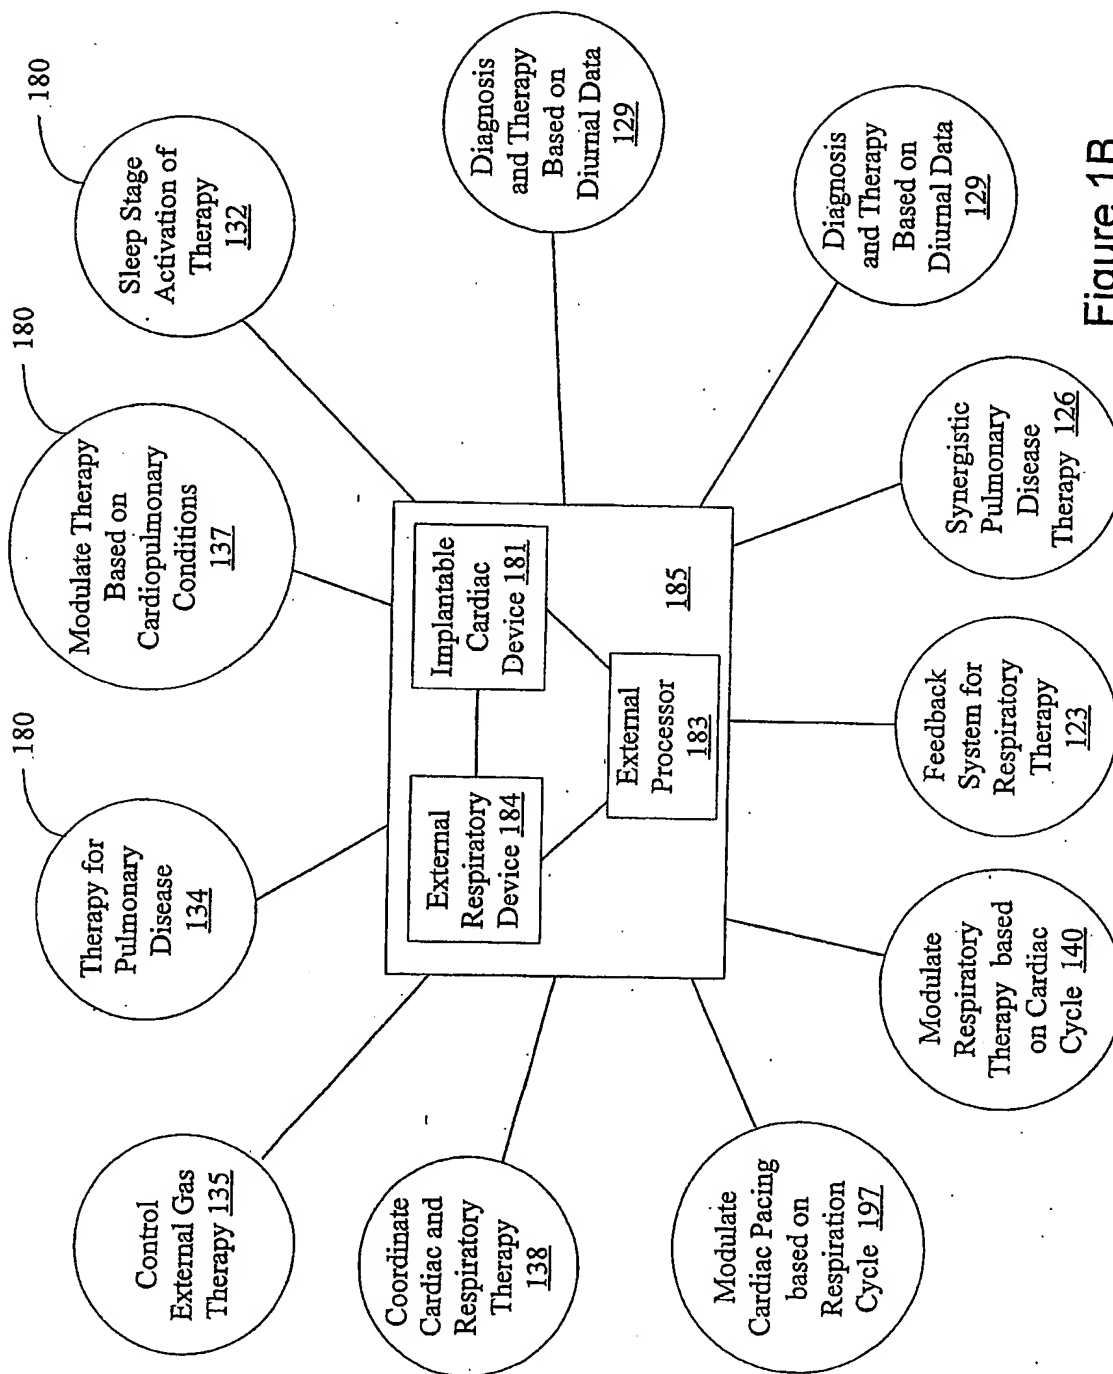 180
180
180
Therapy for
Pulmonary
Disease
134
Modulate Therapy
Based on
Cardiopulmonary
Conditions
137
Sleep Stage
Activation of
Therapy
132
Control
External Gas
Therapy 135
Coordinate
Cardiac and
Respiratory
Therapy
138
External
Respiratory
Device 184
Implantable
Cardiac
Device 181
External
Processor
183
185
Diagnosis
and Therapy
Based on
Diurnal Data
129
Modulate
Cardiac Pacing
based on
Respiration
Cycle 197
Modulate
Respiratory
Therapy based
on Cardiac
Cycle 140
Feedback
System for
Respiratory
Therapy
123
Synergistic
Pulmonary
Disease
Therapy 126
Diagnosis
and Therapy
Based on
Diurnal Data
129
Figure 1B